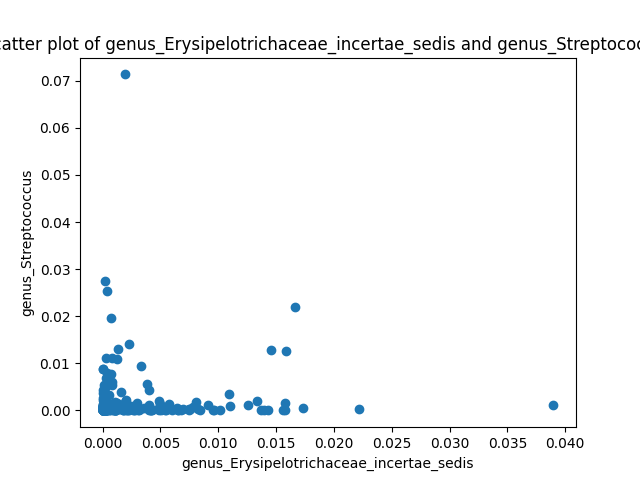 catter plot of genus_Erysipelotrichaceae_incertae_sedis and genus_Streptococ
0.07
0.06
0.05
0.04
0.03
0.02
0.01
0.00
genus_Streptococcus
0.000 0.005 0.010 0.015 0.020 0.025 0.030 0.035 0.040
genus_Erysipelotrichaceae_incertae_sedis